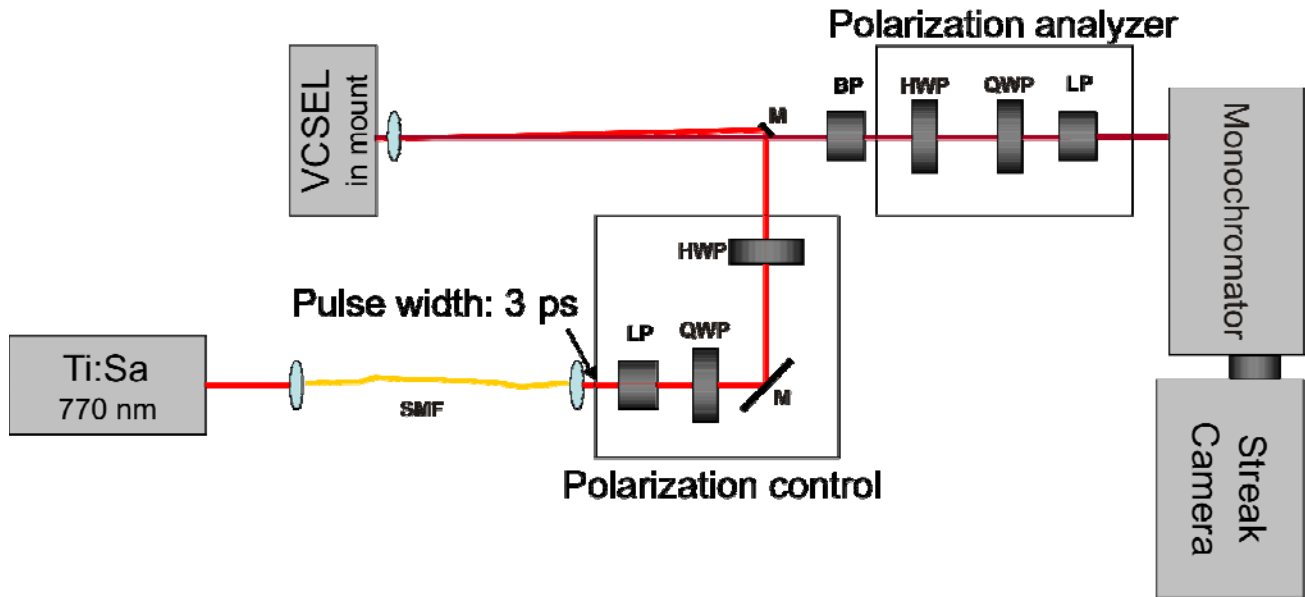 Polarization analyzer
VCSEL
in mount
M
BP
HWP
QWP
LP
Monochromator
HWP
Pulse width: 3 ps
LP
QWP
M
Ti:Sa
770 nm
SMF
Polarization control
Streak
Camera